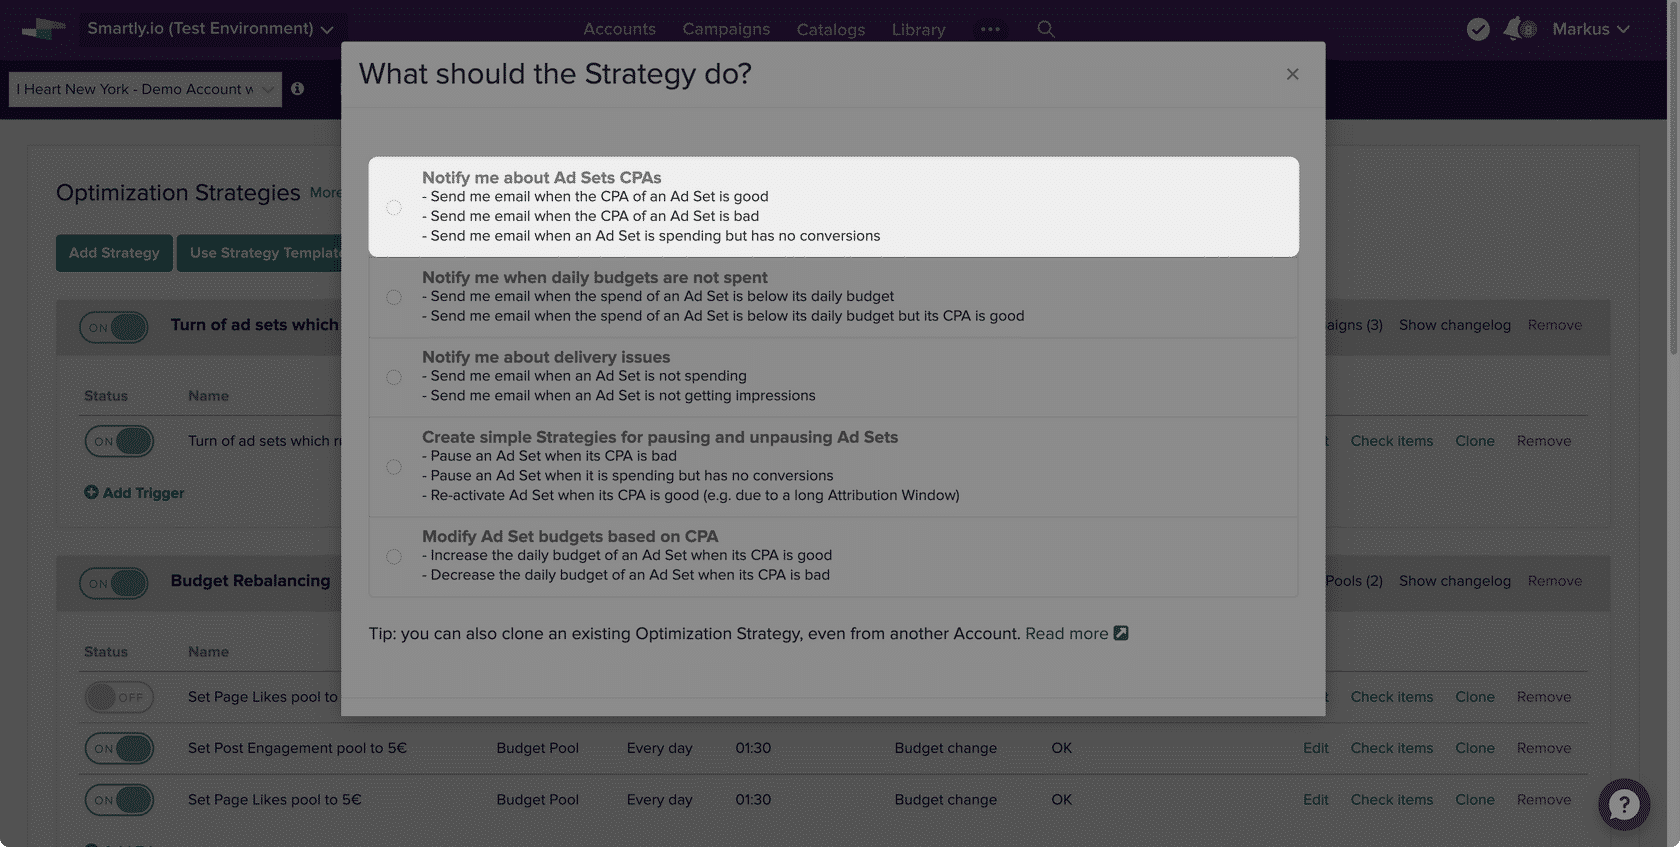 Smartly.io (Test Environment)
Accounts Campaigns Catalogs Library
8
Markus
I Heart New York - Demo Account w
What should the Strategy do?
Optimization Strategies More
Add Strategy Use Strategy Template
Notify me about Ad Sets CPAs
- Send me email when the CPA of an Ad Set is good
- Send me email when the CPA of an Ad Set is bad
- Send me email when an Ad Set is spending but has no conversions
Notify me when daily budgets are not spent
- Send me email when the spend of an Ad Set is below its daily budget
- Send me email when the spend of an Ad Set is below its daily budget but its CPA is good
Notify me about delivery issues
- Send me email when an Ad Set is not spending
- Send me email when an Ad Set is not getting impressions
Create simple Strategies for pausing and unpausing Ad Sets
- Pause an Ad Set when its CPA is bad
- Pause an Ad Set when it is spending but has no conversions
- Re-activate Ad Set when its CPA is good (e.g. due to a long Attribution Window)
Modify Ad Set budgets based on CPA
- Increase the daily budget of an Ad Set when its CPA is good
- Decrease the daily budget of an Ad Set when its CPA is bad
Tip: you can also clone an existing Optimization Strategy, even from another Account. Read more
ON Turn of ad sets which aigns (3) Show changelog Remove
Status Name
ON Turn of ad sets which r t Check items Clone Remove
Add Trigger
ON Budget Rebalancing Pools (2) Show changelog Remove
Status Name
OFF Set Page Likes pool to t Check items Clone Remove
ON Set Post Engagement pool to 5€ Budget Pool Every day 01:30 Budget change OK Edit Check items Clone Remove
ON Set Page Likes pool to 5€ Budget Pool Every day 01:30 Budget change OK Edit Check items Clone Remove